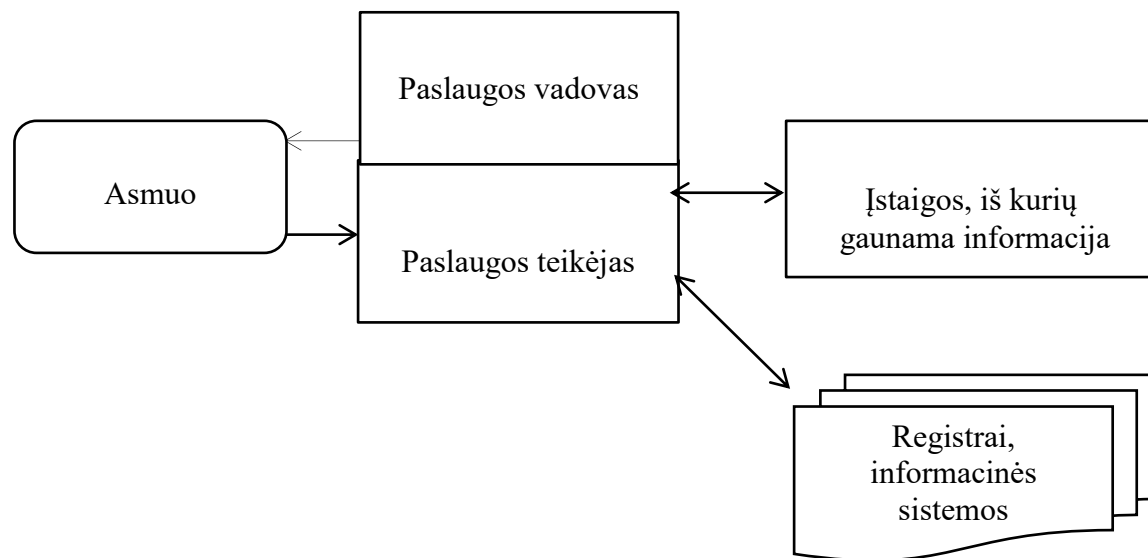 Paslaugos vadovas
Asmuo
Paslaugos teikėjas
Įstaigos, iš kurių
gaunama informacija
Registrai,
informacinės
sistemos